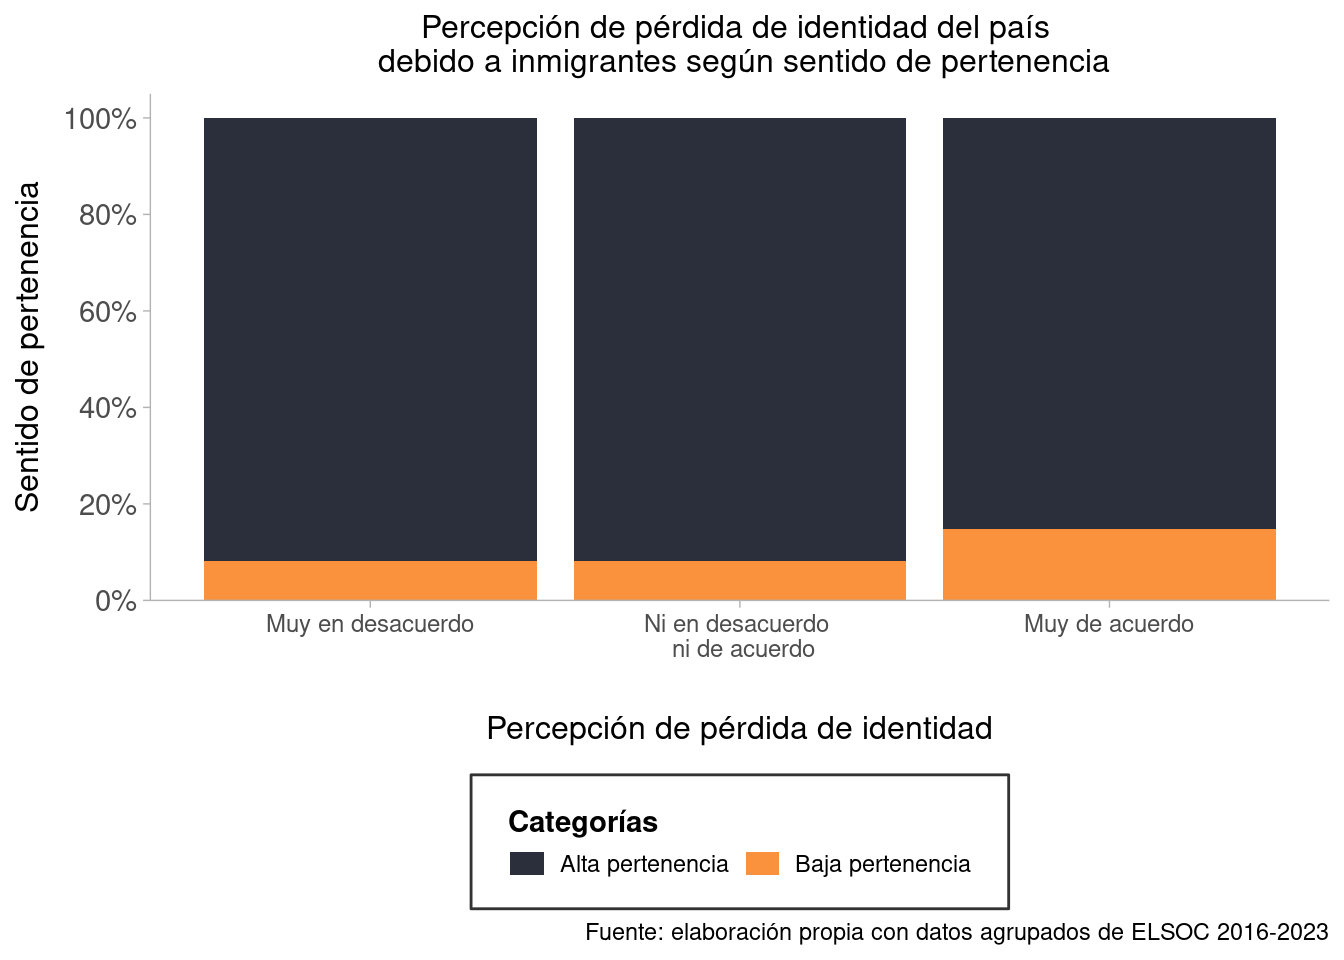 Percepción de pérdida de identidad del país
debido a inmigrantes según sentido de pertenencia
Sentido de pertenencia
100%
80%
60%
40%
20%
0%
Muy en desacuerdo
Ni en desacuerdo
ni de acuerdo
Muy de acuerdo
Percepción de pérdida de identidad
Categorías
Alta pertenencia
Baja pertenencia
Fuente: elaboración propia con datos agrupados de ELSOC 2016-2023